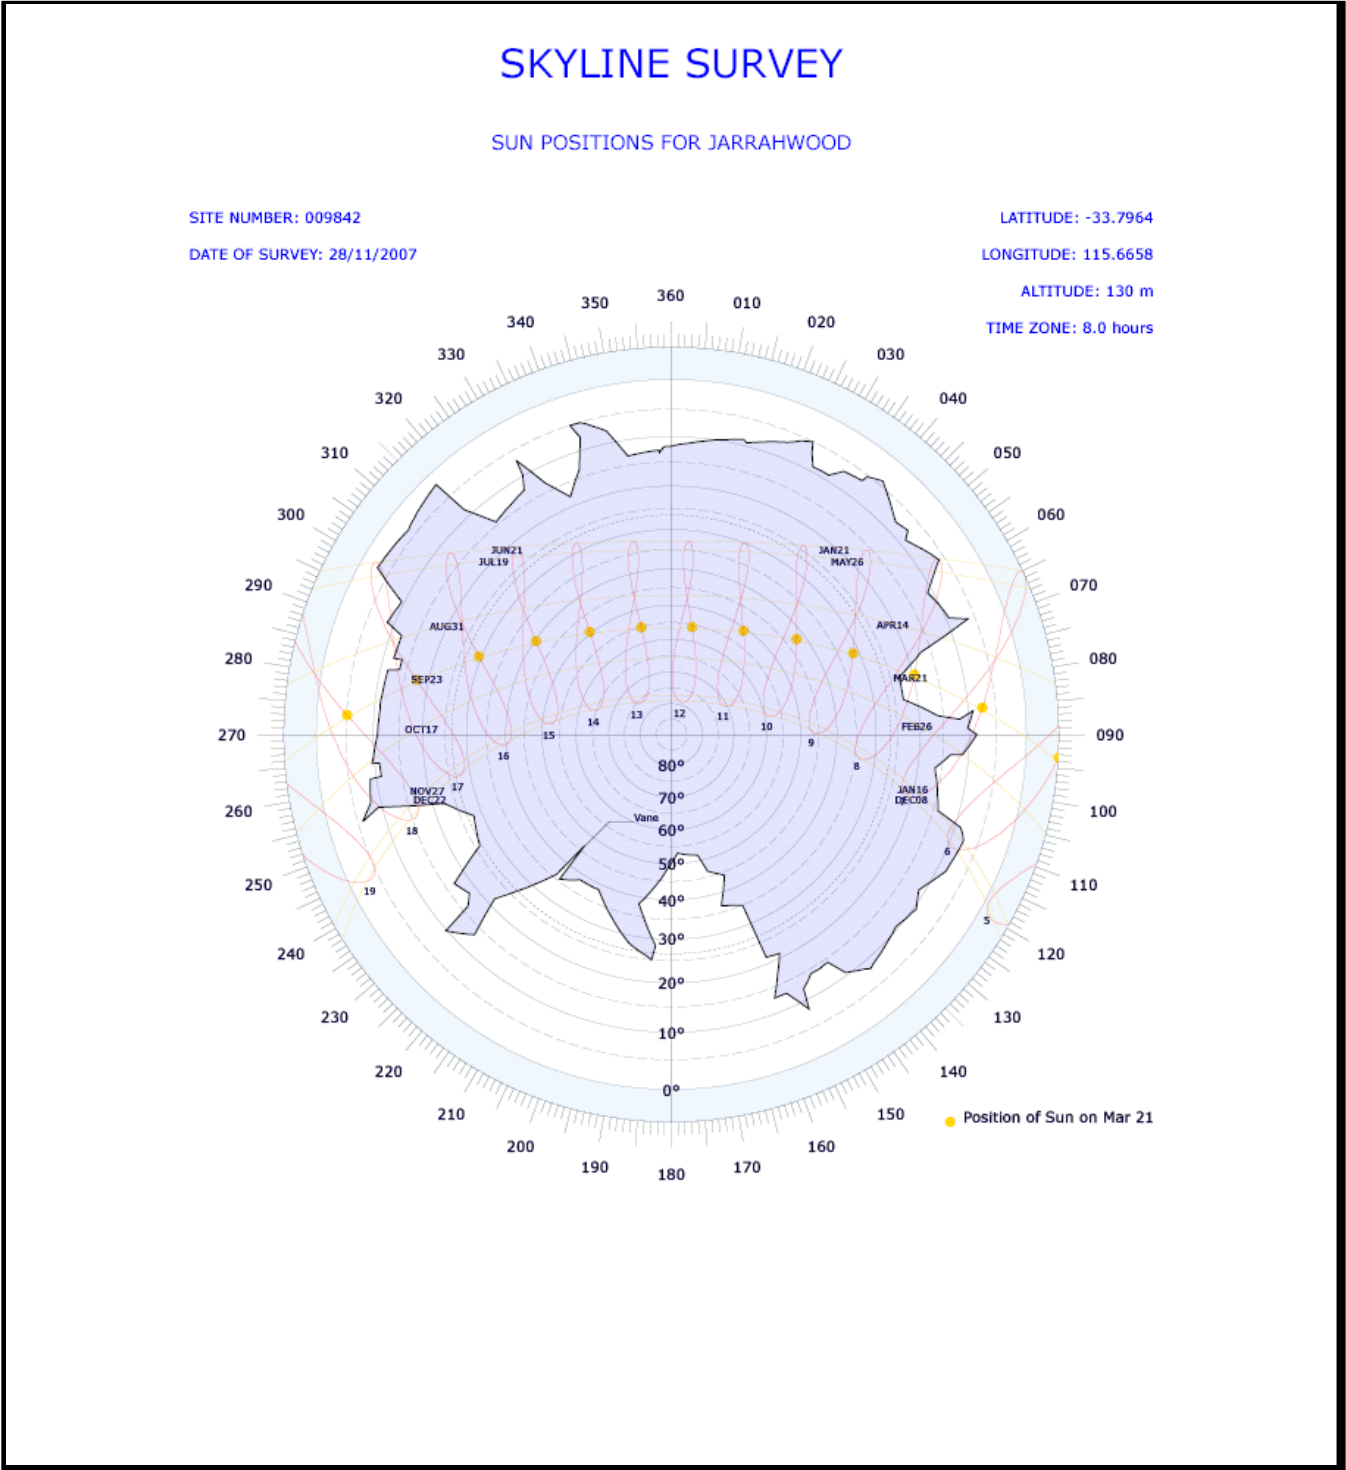 SKYLINE SURVEY
SUN POSITIONS FOR JARRAHWOOD
SITE NUMBER: 009842
LATITUDE: -33.7964
DATE OF SURVEY: 28/11/2007
LONGITUDE: 115.6658
ALTITUDE: 130 m
TIME ZONE: 8.0 hours
360
350 010
340 020
330 030
320 040
310 050
300 060
290 070
280 080
270 090
260 100
250 110
240 120
230 130
220 140
210 150
200 160
190 170
180
JUN21 JAN21
JUL19 MAY26
AUG31 APR14
SEP23 MAR21
OCT17 FEB26
NOV27 JAN16
DEC22 DEC08
19 18 17 16 15 14 13 12 11 10 9 8 6 5
Vane
80°
70°
60°
50°
40°
30°
20°
10°
0°
Position of Sun on Mar 21